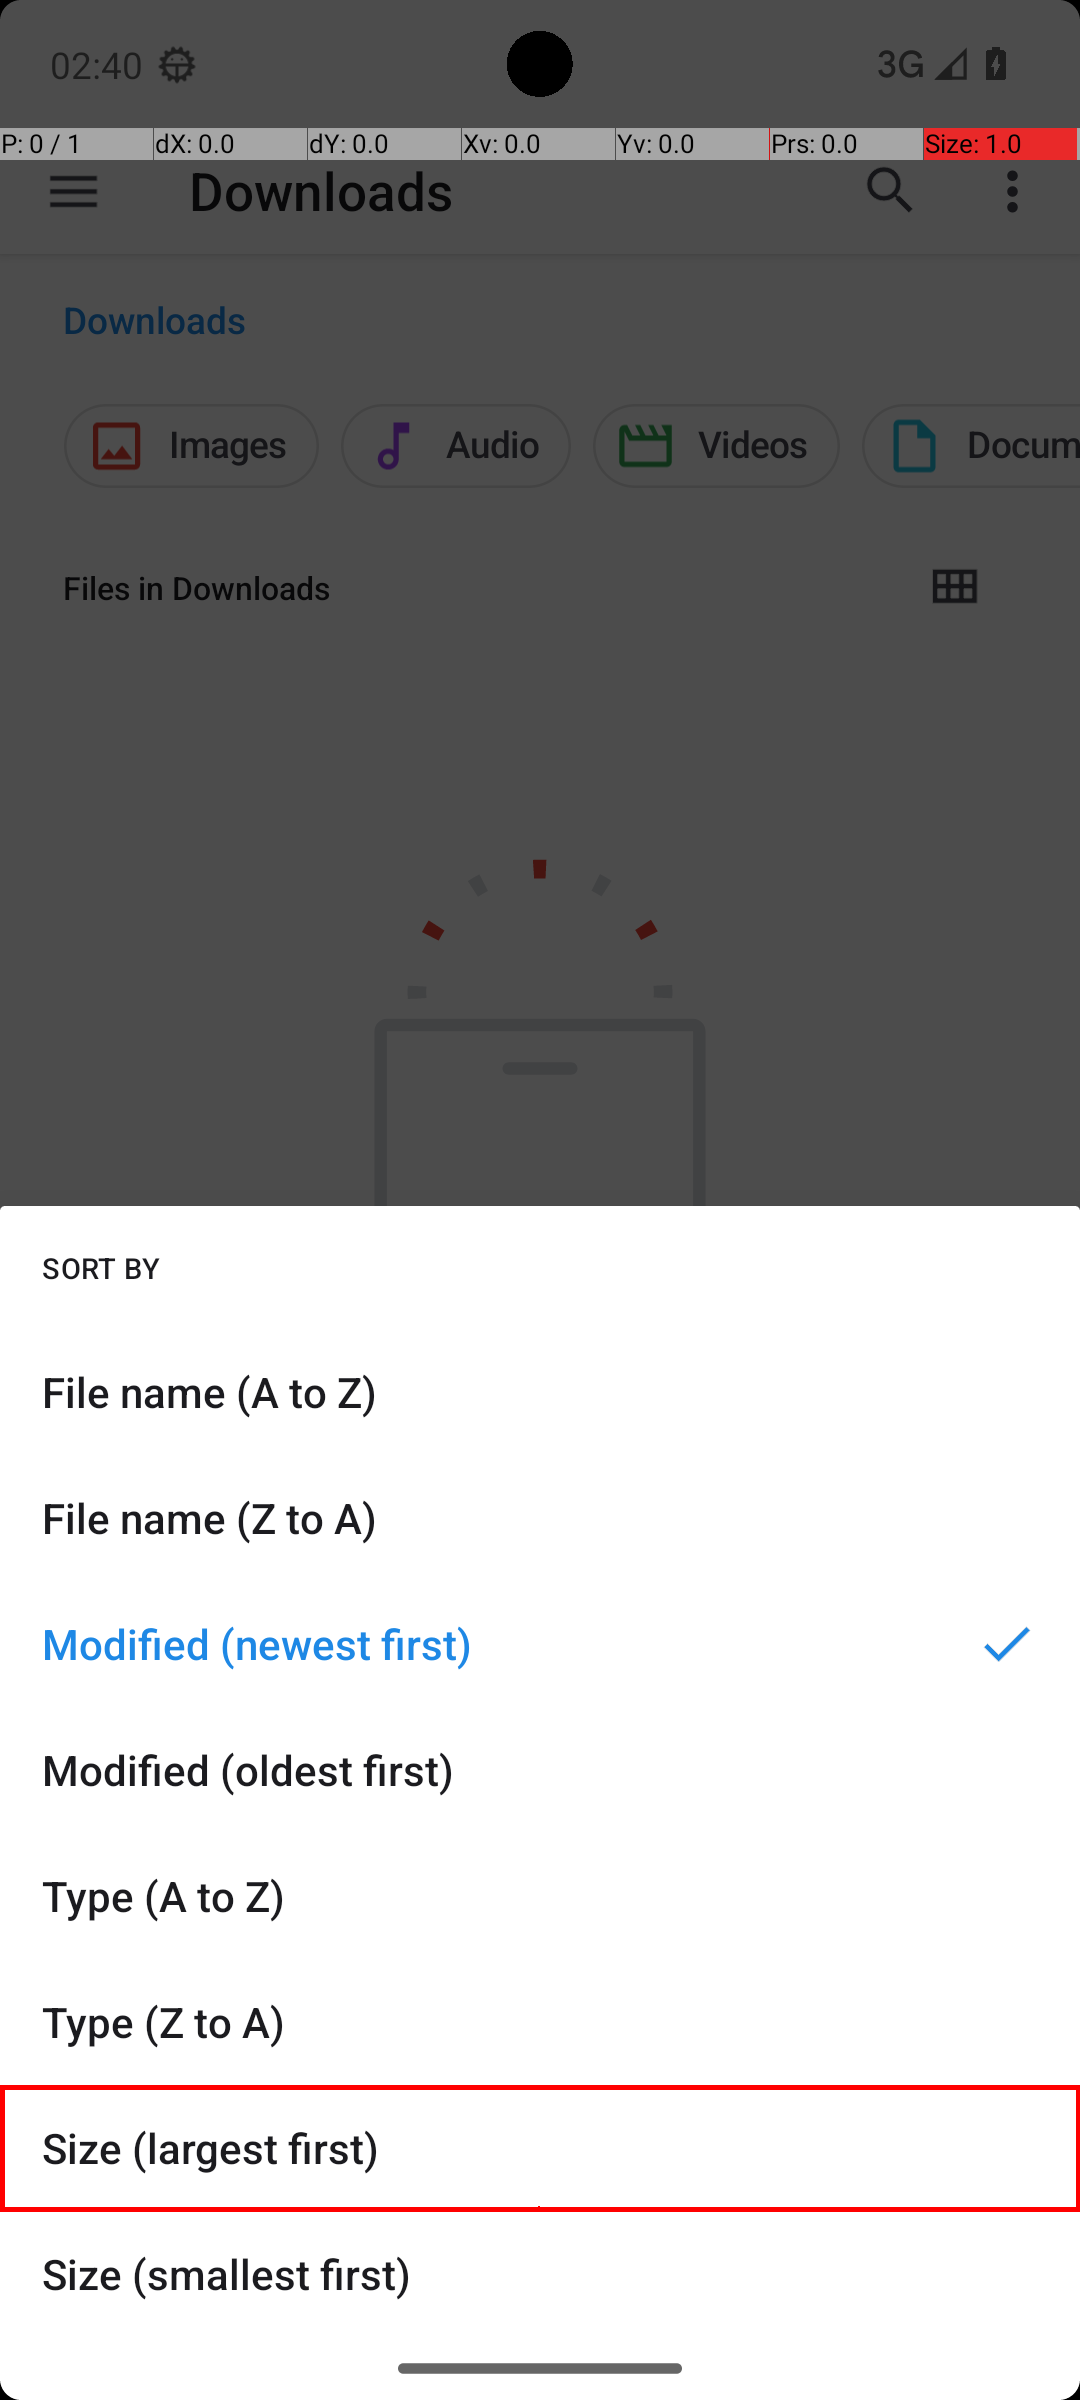 02:40
3G
P: 0 / 1 dX: 0.0 dY: 0.0 Xv: 0.0 Yv: 0.0 Prs: 0.0 Size: 1.0
Downloads
Downloads
Images Audio Videos Docum
Files in Downloads
SORT BY
File name (A to Z)
File name (Z to A)
Modified (newest first)
Modified (oldest first)
Type (A to Z)
Type (Z to A)
Size (largest first)
Size (smallest first)